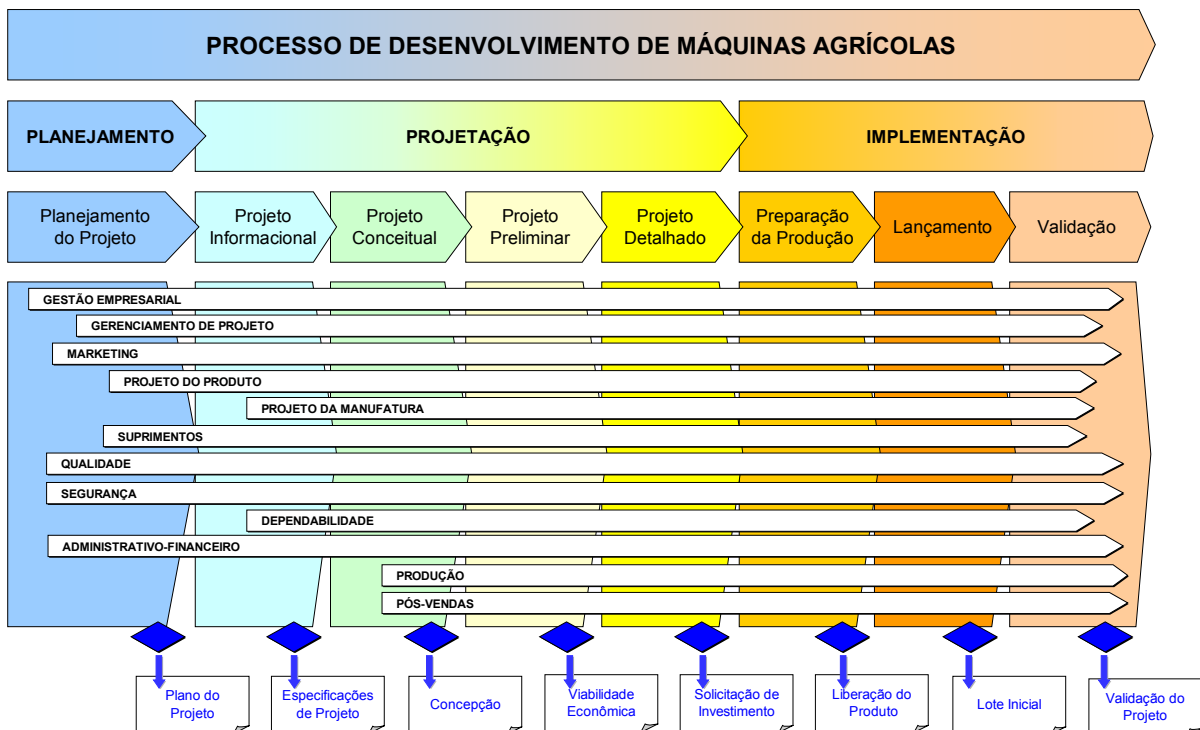 PROCESSO DE DESENVOLVIMENTO DE MÁQUINAS AGRÍCOLAS
PLANEJAMENTO
PROJETAÇÃO
IMPLEMENTAÇÃO
Planejamento
do Projeto
Projeto
Informacional
Projeto
Conceitual
Projeto
Preliminar
Projeto
Detalhado
Preparação
da Produção
Lançamento
Validação
GESTÃO EMPRESARIAL
GERENCIAMENTO DE PROJETO
MARKETING
PROJETO DO PRODUTO
PROJETO DA MANUFATURA
SUPRIMENTOS
QUALIDADE
SEGURANÇA
DEPENDABILIDADE
ADMINISTRATIVO-FINANCEIRO
PRODUÇÃO
PÓS-VENDAS
Plano do
Projeto
Especificações
de Projeto
Concepção
Viabilidade
Econômica
Solicitação de
Investimento
Liberação do
Produto
Lote Inicial
Validação do
Projeto